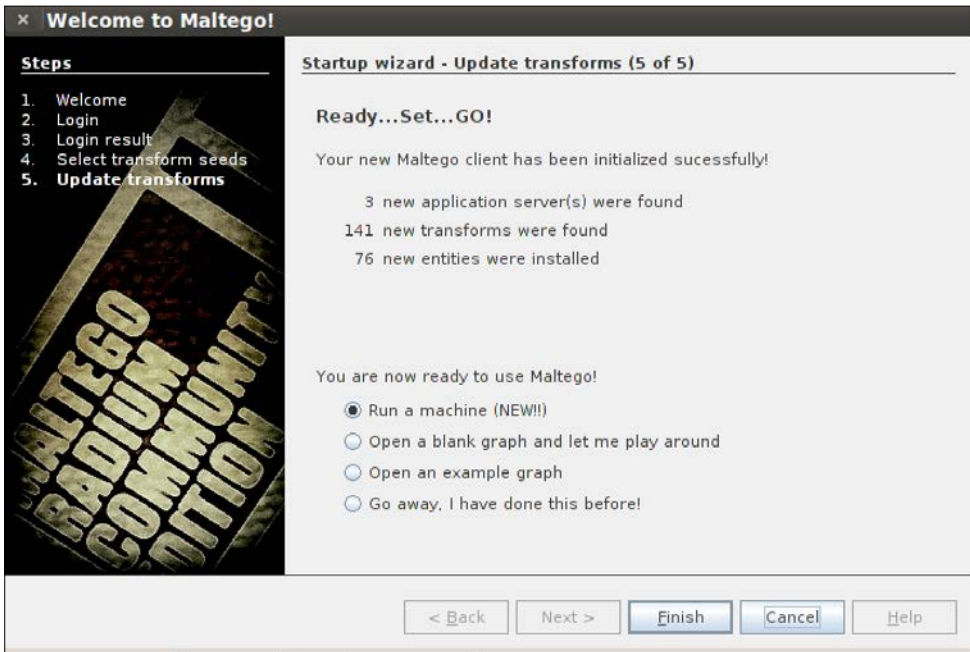 × Welcome to Maltego!
Steps
1. Welcome
2. Login
3. Login result
4. Select transform seeds
5. Update transforms
MALTEGO
RADIUM
COMMUNITY
EDITION
Startup wizard - Update transforms (5 of 5)
Ready...Set...GO!
Your new Maltego client has been initialized sucessfully!
3 new application server(s) were found
141 new transforms were found
76 new entities were installed
You are now ready to use Maltego!
Run a machine (NEW!!)
Open a blank graph and let me play around
Open an example graph
Go away, I have done this before!
< Back Next > Finish Cancel Help